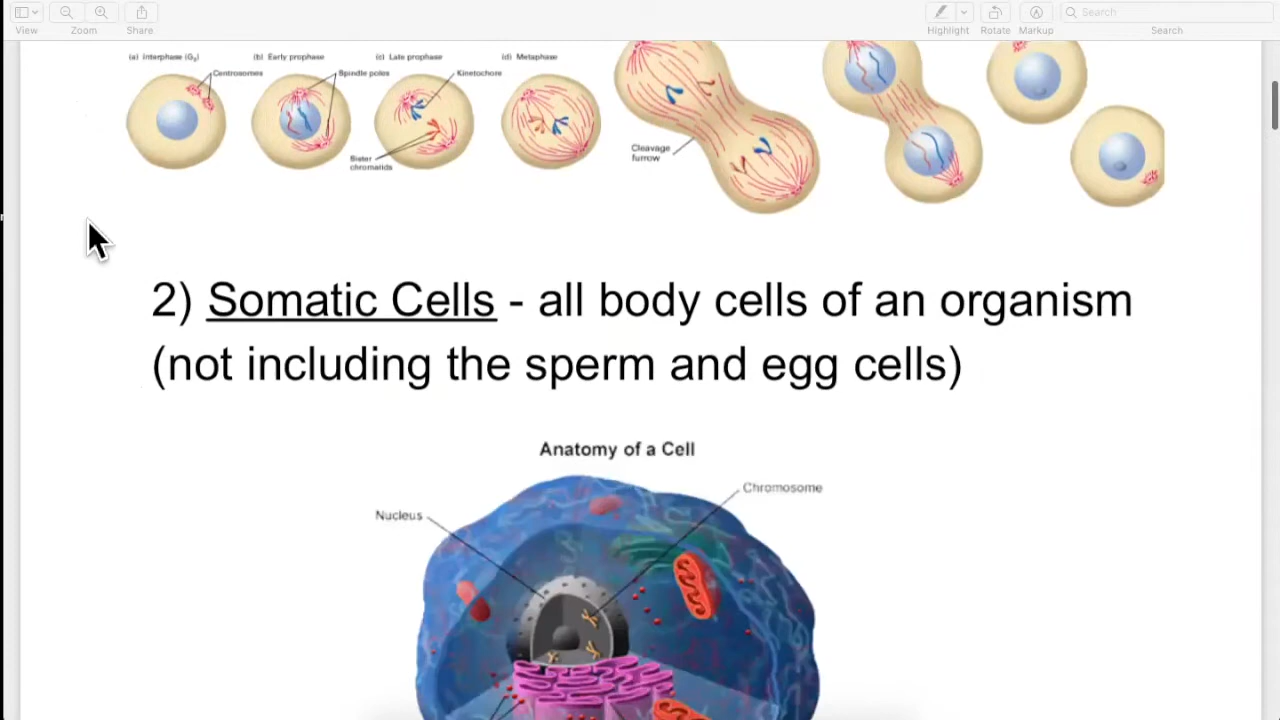 View
Zoom
Share
Highlight
Rotate
Markup
Search
Search
(a) Interphase (G₂)
(b) Early prophase
(c) Late prophase
(d) Metaphase
Centrosomes
Spindle poles
Kinetochore
Sister
chromatids
Cleavage
furrow
2) Somatic Cells - all body cells of an organism
(not including the sperm and egg cells)
Anatomy of a Cell
Chromosome
Nucleus